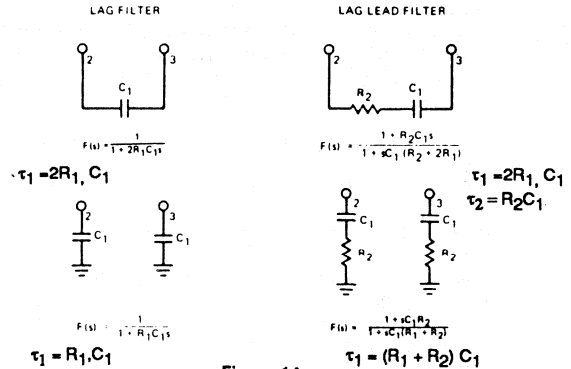 LAG FILTER
LAG LEAD FILTER
2
3
C1
2
3
R2
C1
F(s) = 1 / 1 + 2R1C1s
F(s) = 1 + R2C1s / 1 + sC1 (R2 + 2R1)
τ1 =2R1, C1
τ1 =2R1, C1
τ2 = R2C1
2
3
C1
C1
2
3
C1
C1
R2
R2
F(s) 1 / 1 + R1C1s
F(s) = 1 + sC1R2 / 1 + sC1(R1 + R2)
τ1 = R1,C1
τ1 = (R1 + R2) C1